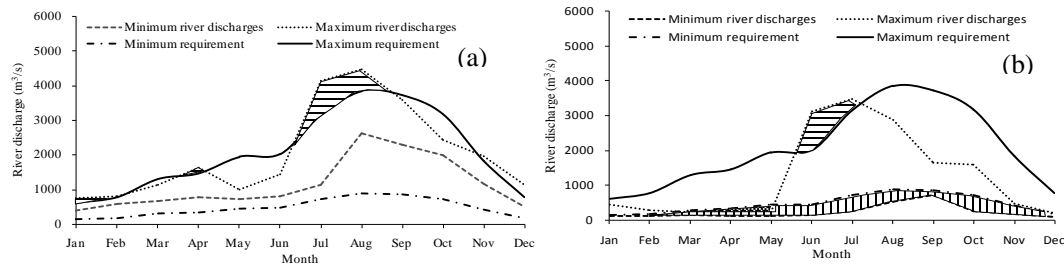 6000
5000
4000
3000
2000
1000
0
River discharge (m³/s)
Minimum river discharges Maximum river discharges
Minimum requirement Maximum requirement
(a)
Jan Feb Mar Apr May Jun Jul Aug Sep Oct Nov Dec
Month
6000
5000
4000
3000
2000
1000
0
River discharge (m³/s)
Minimum river discharges Maximum river discharges
Minimum requirement Maximum requirement
(b)
Jan Feb Mar Apr May Jun Jul Aug Sep Oct Nov Dec
Month